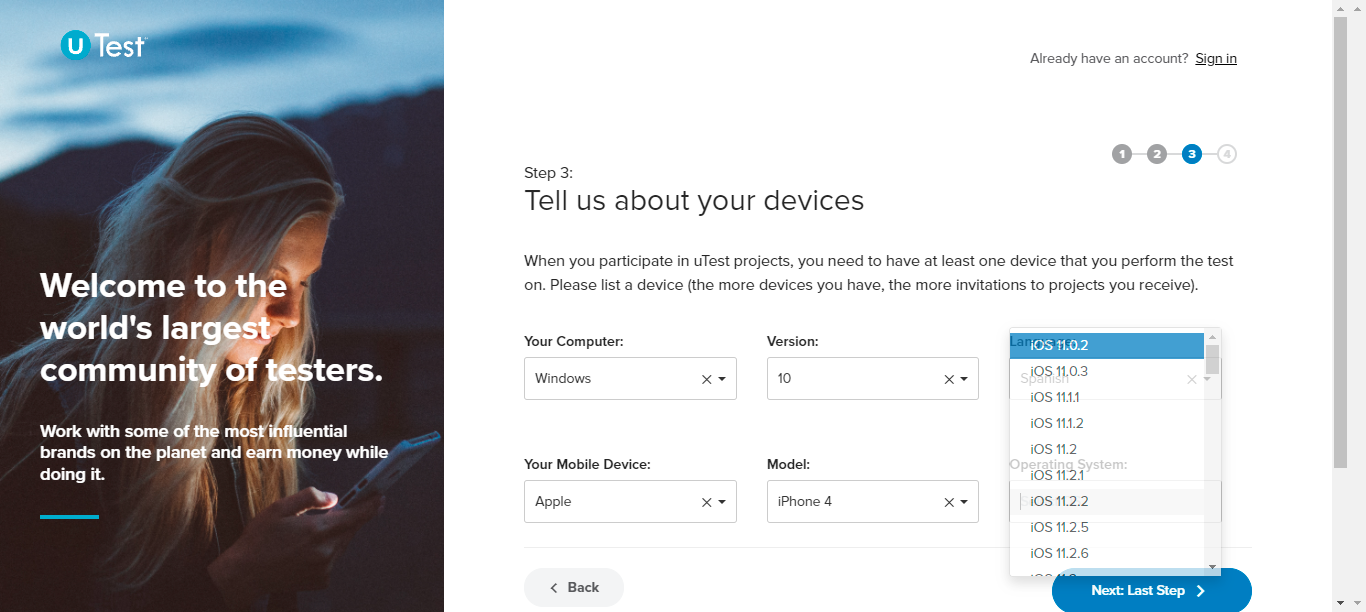 U Test
Already have an account? Sign in
1 2 3 4
Step 3:
Tell us about your devices
Welcome to the
world's largest
community of testers.
Work with some of the most influential
brands on the planet and earn money while
doing it.
When you participate in uTest projects, you need to have at least one device that you perform the test
on. Please list a device (the more devices you have, the more invitations to projects you receive).
Your Computer:
Windows
Version:
10
Spanish
Your Mobile Device:
Apple
Model:
iPhone 4
Operating System:
iOS 11.0.2
iOS 11.0.3
iOS 11.1.1
iOS 11.1.2
iOS 11.2
iOS 11.2.1
iOS 11.2.2
iOS 11.2.5
iOS 11.2.6
Back
Next: Last Step